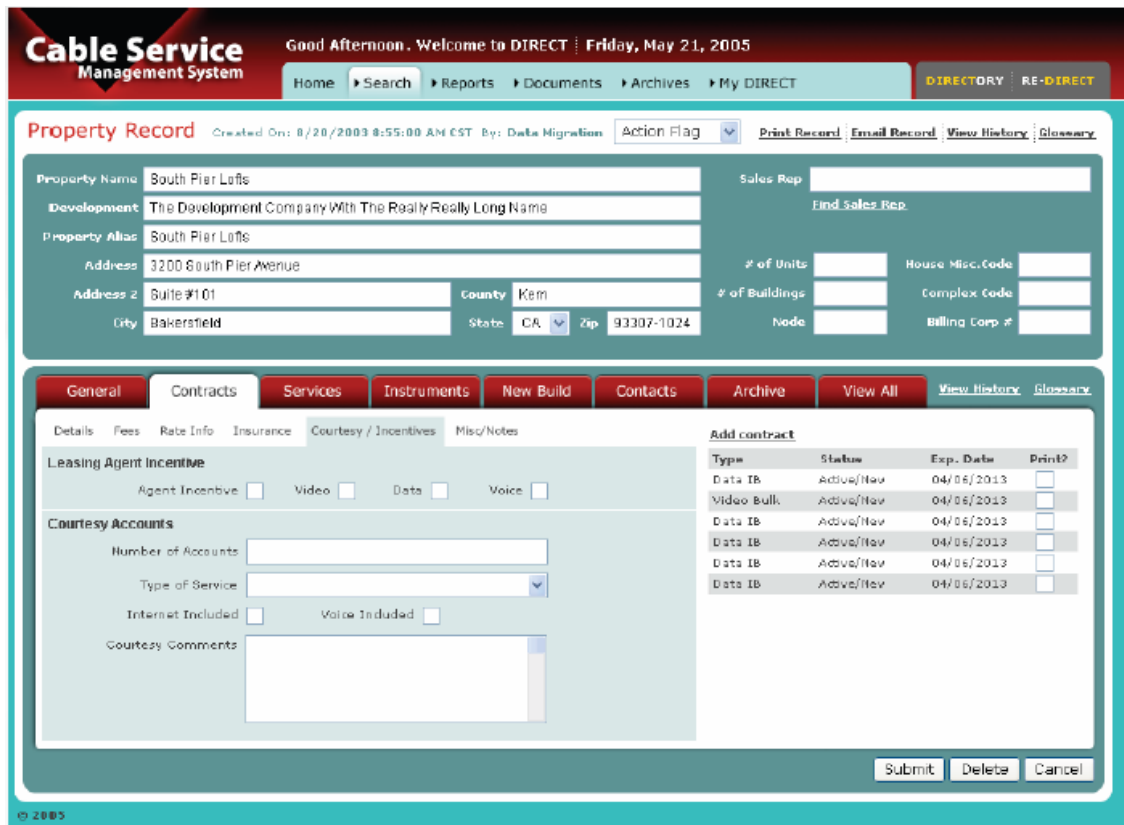 Cable Service
Management System
Good Afternoon. Welcome to DIRECT Friday, May 21, 2005
Home Search Reports Documents Archives My DIRECT
DIRECTORY RE-DIRECT
Property Record Created On: 8/20/2003 8:55:00 AM CST By: Data Migration Action Flag Print Record Email Record View History Glossary
Property Name South Pier Lofts Sales Rep
Development The Development Company With The Really Really Long Name Find Sales Rep
Property Alias South Pier Lofts
Address 3200 South Pier Avenue # of Units House Misc.Code
Address 2 Suite #101 County Kern # of Buildings Complex Code
City Bakersfield State CA Zip 93307-1024 Node Billing Corp #
General Contracts Services Instruments New Build Contacts Archive View All View History Glossary
Details Fees Rate Info Insurance Courtesy / Incentives Misc/Notes
Leasing Agent Incentive
Agent Incentive Video Data Voice
Courtesy Accounts
Number of Accounts
Type of Service
Internet Included Voice Included
Courtesy Comments
Add contract
Type Status Exp. Date Print?
Data IB Active/New 04/06/2013
Video Bulk Active/New 04/06/2013
Data IB Active/New 04/06/2013
Data IB Active/New 04/06/2013
Data IB Active/New 04/06/2013
Data IB Active/New 04/06/2013
Submit Delete Cancel
© 2005